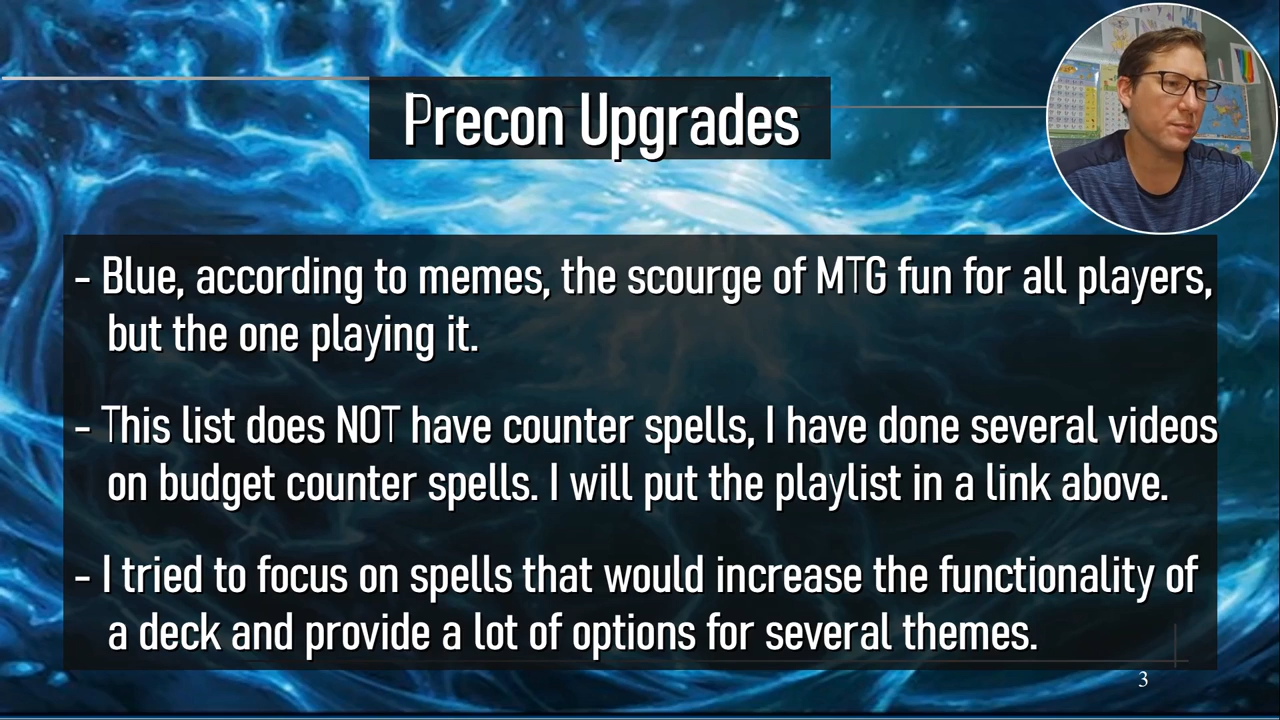 Precon Upgrades
- Blue, according to memes, the scourge of MTG fun for all players,
but the one playing it.
- This list does NOT have counter spells, I have done several videos
on budget counter spells. I will put the playlist in a link above.
- I tried to focus on spells that would increase the functionality of
a deck and provide a lot of options for several themes.
3